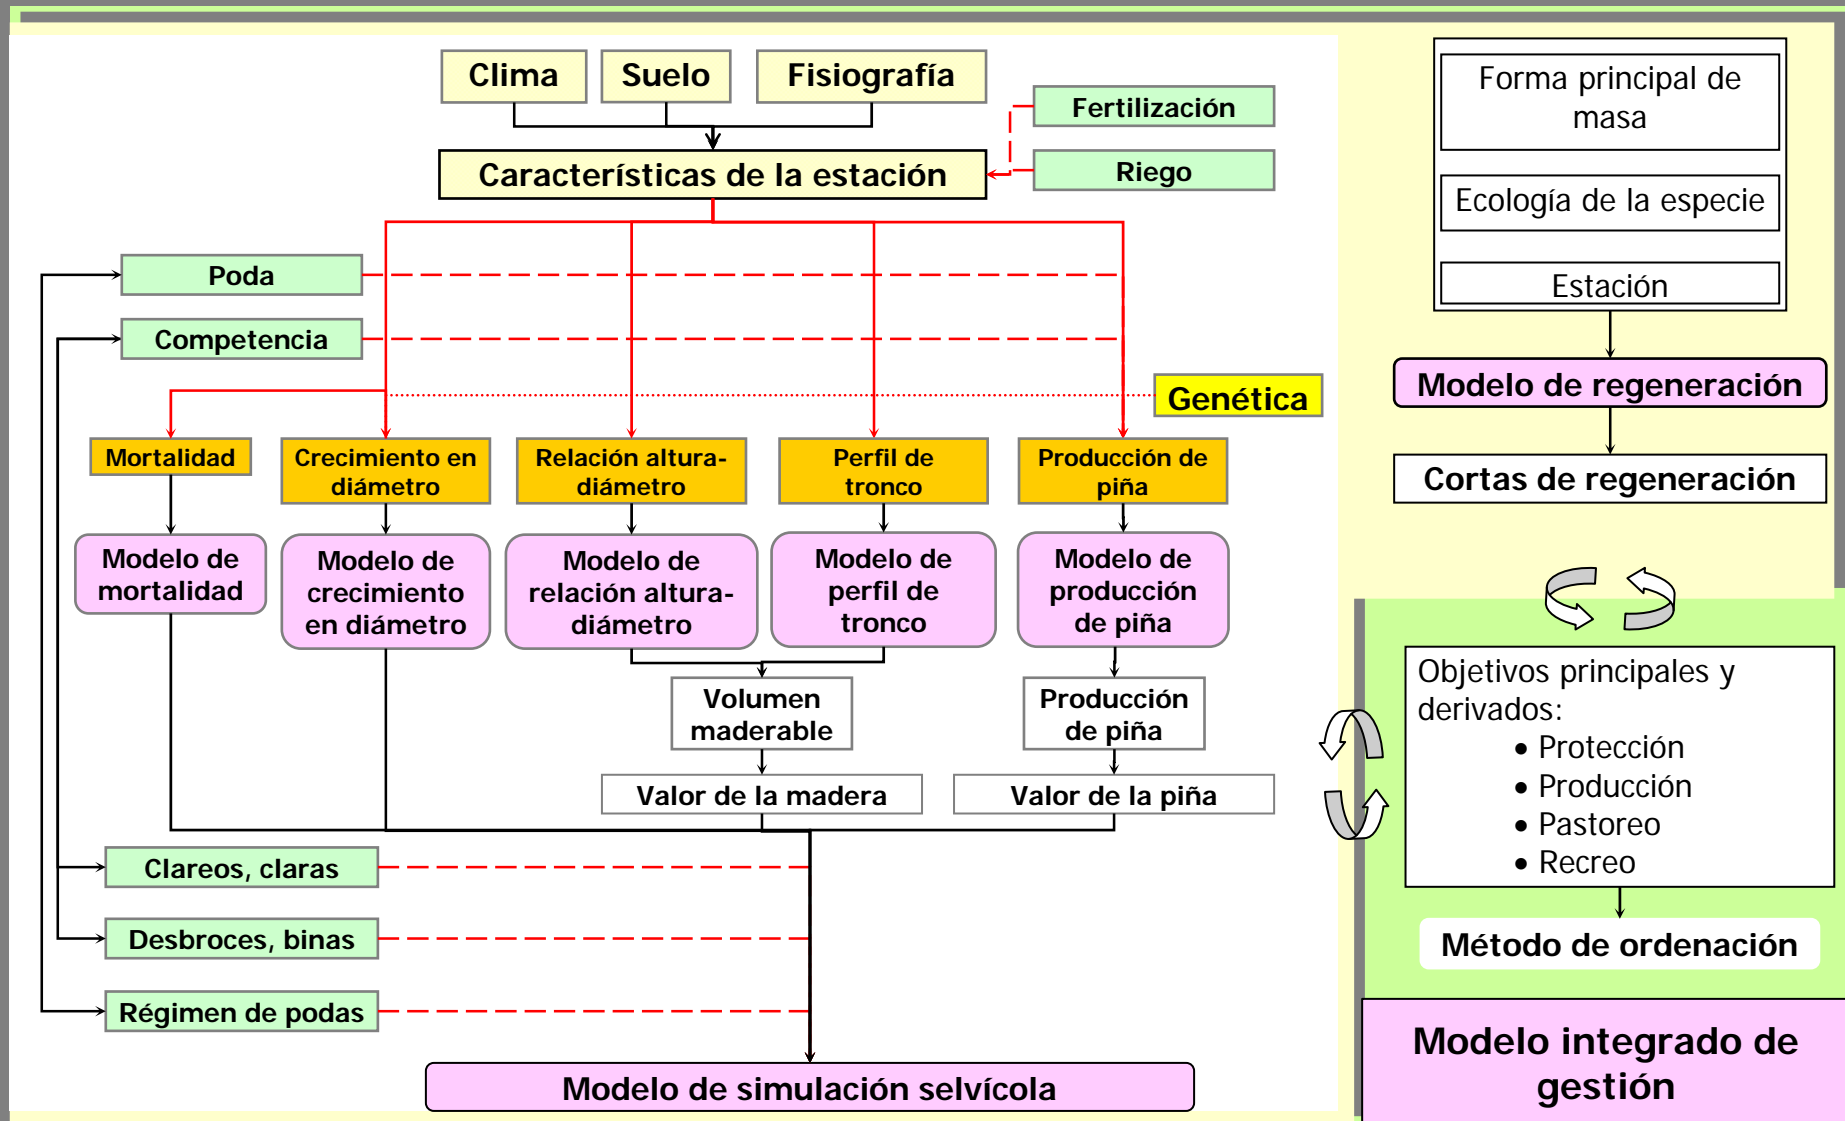 Clima
Suelo
Fisiografía
Fertilización
Características de la estación
Riego
Poda
Competencia
Genética
Mortalidad
Crecimiento en
diámetro
Relación altura-
diámetro
Perfil de
tronco
Producción de
piña
Modelo de
mortalidad
Modelo de
crecimiento
en diámetro
Modelo de
relación altura-
diámetro
Modelo de
perfil de
tronco
Modelo de
producción
de piña
Volumen
maderable
Producción
de piña
Valor de la madera
Valor de la piña
Clareos, claras
Desbroces, binas
Régimen de podas
Modelo de simulación selvícola
Forma principal de
masa
Ecología de la especie
Estación
Modelo de regeneración
Cortas de regeneración
Objetivos principales y
derivados:
• Protección
• Producción
• Pastoreo
• Recreo
Método de ordenación
Modelo integrado de
gestión